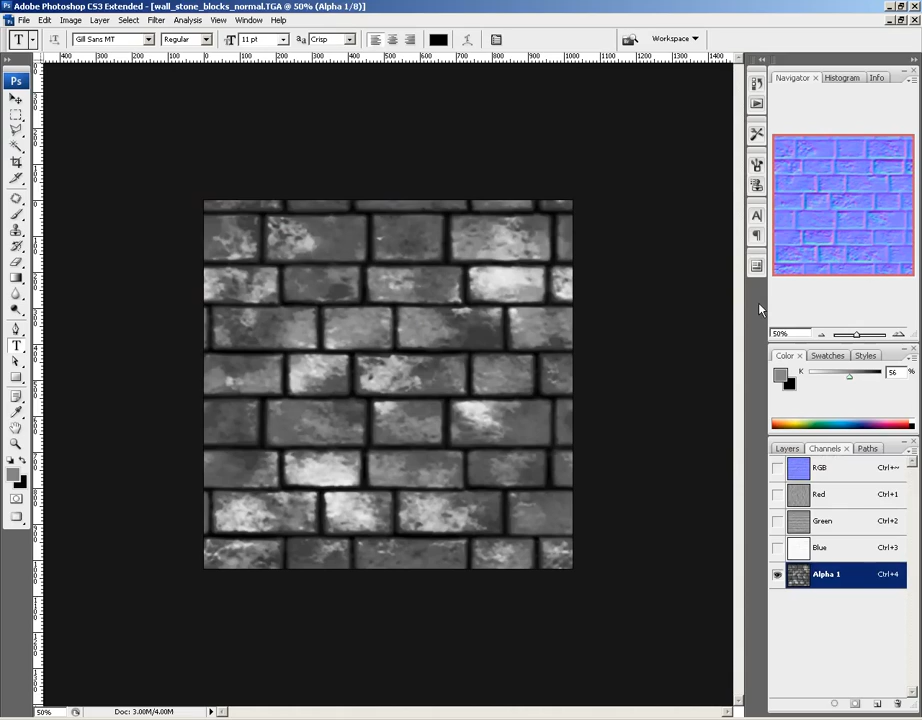 Adobe Photoshop CS3 Extended - [wall_stone_blocks_normal.TGA @ 50% (Alpha 1/8)]
File Edit Image Layer Select Filter Analysis View Window Help
T Gill Sans MT Regular T 11 pt aa Crisp Workspace
Ps
Navigator x Histogram Info
50%
Color x Swatches Styles
K 56 %
Layers Channels x Paths
RGB Ctrl+~
Red Ctrl+1
Green Ctrl+2
Blue Ctrl+3
Alpha 1 Ctrl+4
50% Doc: 3.00M/4.00M